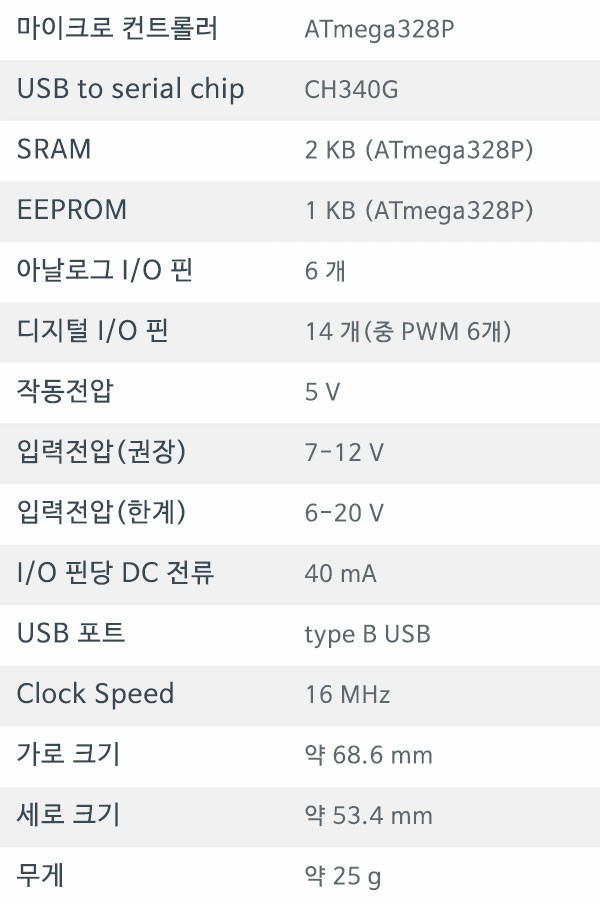 마이크로 컨트롤러 ATmega328P
USB to serial chip CH340G
SRAM 2 KB (ATmega328P)
EEPROM 1 KB (ATmega328P)
아날로그 I/O 핀 6 개
디지털 I/O 핀 14 개(중 PWM 6개)
작동전압 5 V
입력전압(권장) 7-12 V
입력전압(한계) 6-20 V
I/O 핀당 DC 전류 40 mA
USB 포트 type B USB
Clock Speed 16 MHz
가로 크기 약 68.6 mm
세로 크기 약 53.4 mm
무게 약 25 g